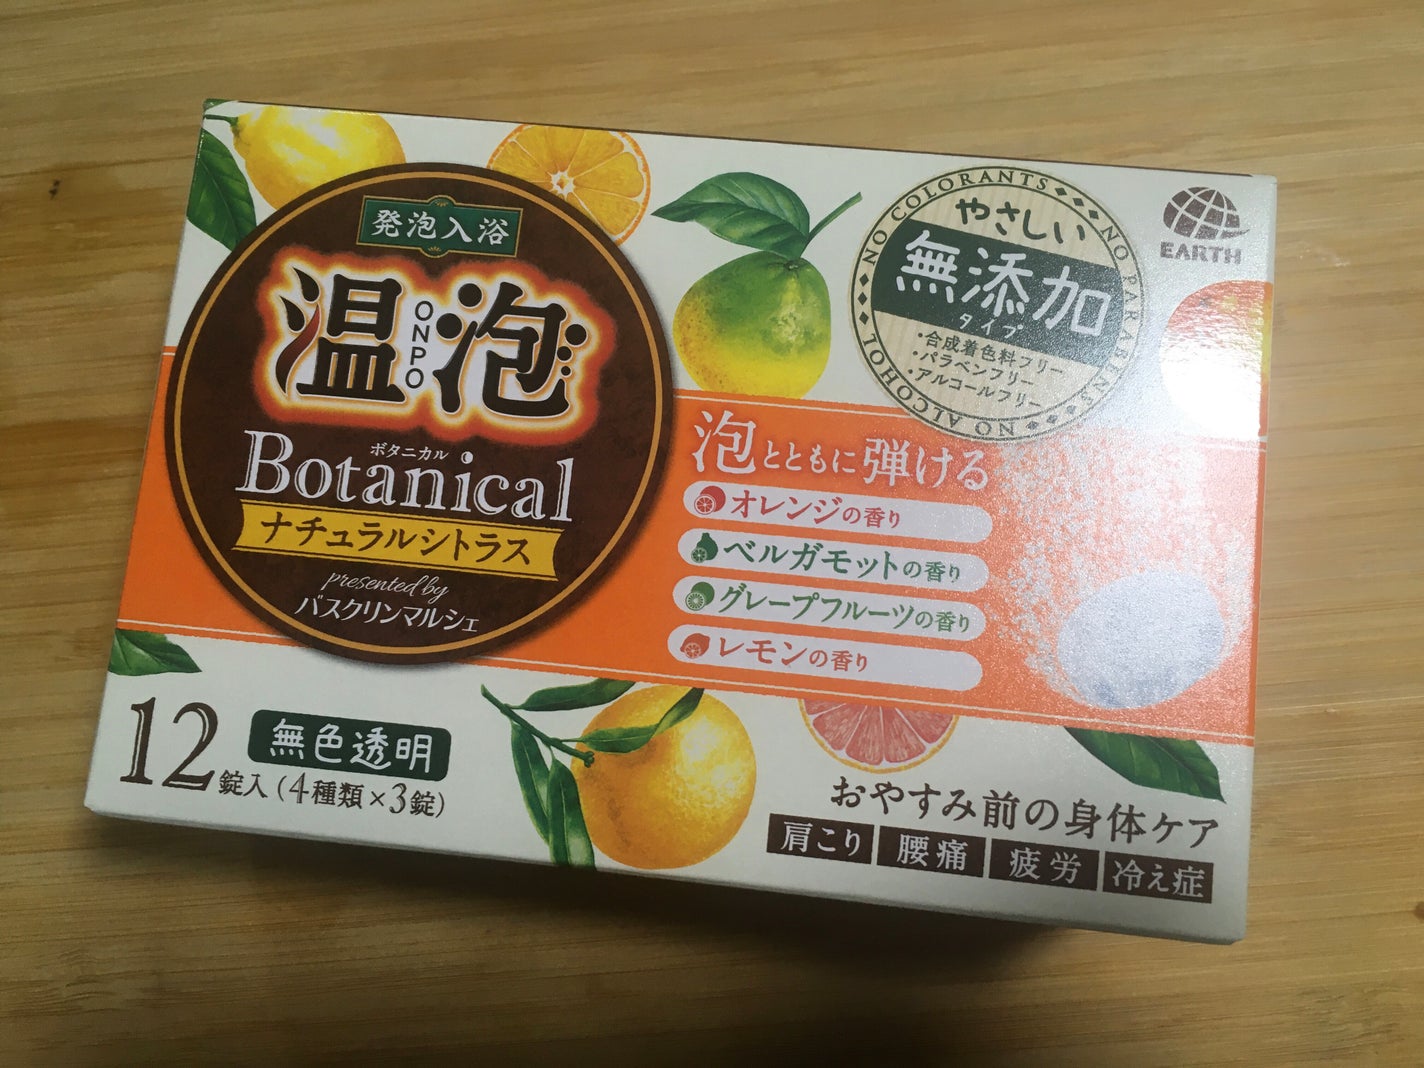 発泡入浴
温泡
ONPO
ボタニカル
Botanical
ナチュラルシトラス
presented by
バスクリンマルシェ
NO COLORANTS
NO PARABENS
NO ALCOHOL
やさしい
無添加
タイプ
・合成着色料フリー
・パラベンフリー
・アルコールフリー
EARTH
泡とともに弾ける
オレンジの香り
ベルガモットの香り
グレープフルーツの香り
レモンの香り
無色透明
12錠入(4種類×3錠)
おやすみ前の身体ケア
肩こり 腰痛 疲労 冷え症